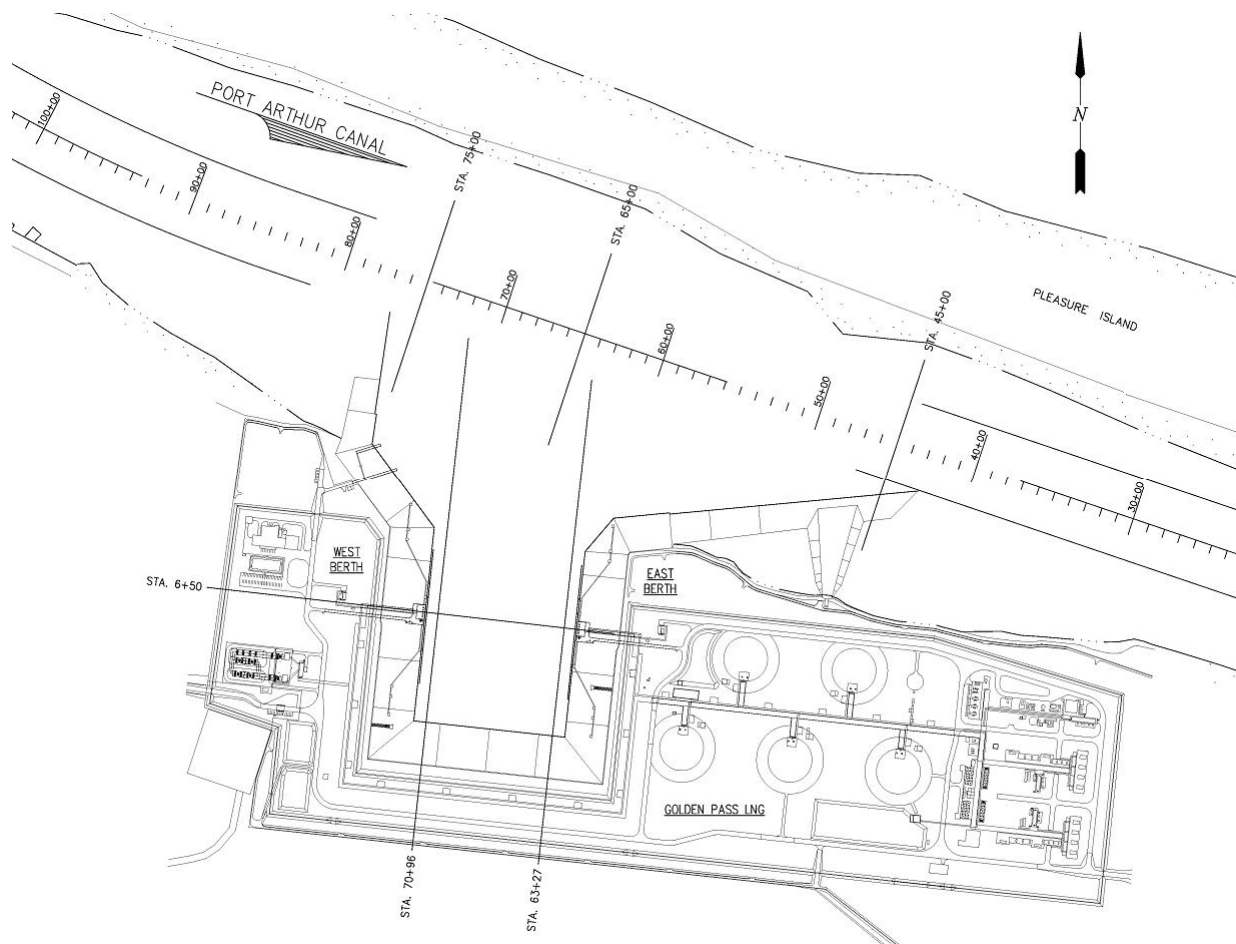 PORT ARTHUR CANAL
N
100+00
90+00
80+00
70+00
60+00
50+00
40+00
30+00
STA. 75+00
STA. 65+00
STA. 45+00
PLEASURE ISLAND
WEST
BERTH
EAST
BERTH
STA. 6+50
GOLDEN PASS LNG
STA. 70+96
STA. 63+27